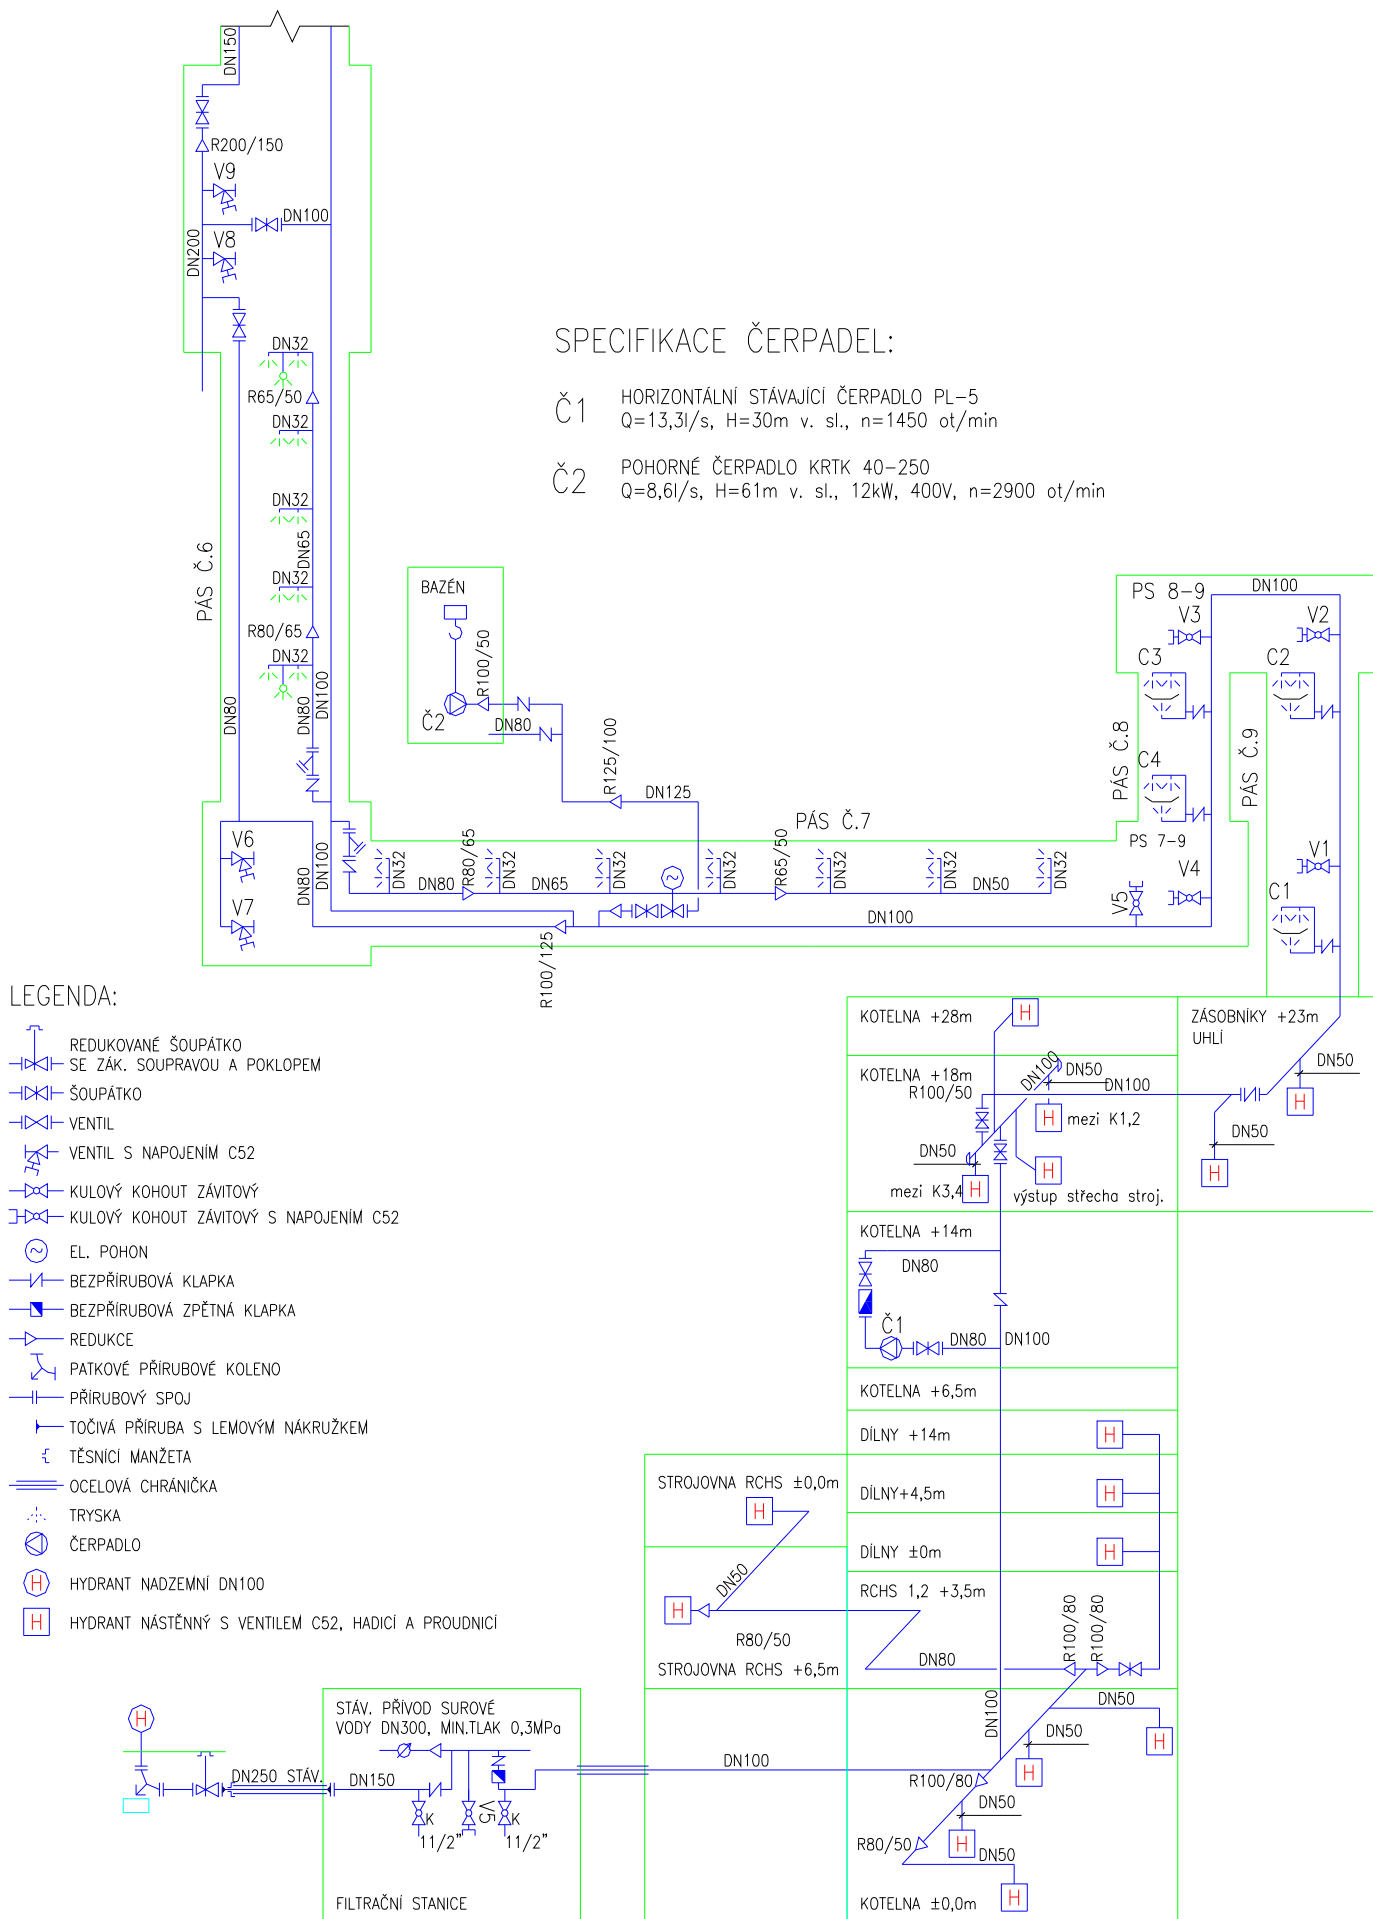 DN150
R200/150
V9
DN100
DN200
V8
DN32
R65/50
DN32
DN32
DN65
DN32
R80/65
DN32
PÁS Č.6
DN80
DN80
DN100
SPECIFIKACE ČERPADEL:
Č1
HORIZONTÁLNÍ STÁVAJÍCÍ ČERPADLO PL-5
Q=13,3l/s, H=30m v. sl., n=1450 ot/min
Č2
POHORNÉ ČERPADLO KRTK 40-250
Q=8,6l/s, H=61m v. sl., 12kW, 400V, n=2900 ot/min
BAZÉN
R100/50
Č2
DN80
R125/100
DN125
PÁS Č.7
PS 8-9
DN100
V3
V2
C3
C2
PÁS Č.8
PÁS Č.9
C4
PS 7-9
V1
V4
V5
C1
V6
V7
DN80
DN100
DN32
DN80
R80/65
DN32
DN65
DN32
DN32
R65/50
DN32
DN32
DN50
DN32
DN100
R100/125
LEGENDA:
REDUKOVANÉ ŠOUPÁTKO
SE ZÁK. SOUPRAVOU A POKLOPEM
ŠOUPÁTKO
VENTIL
VENTIL S NAPOJENÍM C52
KULOVÝ KOHOUT ZÁVITOVÝ
KULOVÝ KOHOUT ZÁVITOVÝ S NAPOJENÍM C52
EL. POHON
BEZPŘÍRUBOVÁ KLAPKA
BEZPŘÍRUBOVÁ ZPĚTNÁ KLAPKA
REDUKCE
PATKOVÉ PŘÍRUBOVÉ KOLENO
PŘÍRUBOVÝ SPOJ
TOČIVÁ PŘÍRUBA S LEMOVÝM NÁKRUŽKEM
TĚSNÍCÍ MANŽETA
OCELOVÁ CHRÁNIČKA
TRYSKA
ČERPADLO
H
HYDRANT NADZEMNÍ DN100
H
HYDRANT NÁSTĚNNÝ S VENTILEM C52, HADICÍ A PROUDNICÍ
KOTELNA +28m
H
ZÁSOBNÍKY +23m
UHLÍ
KOTELNA +18m
R100/50
DN100
DN50
DN100
DN50
H
mezi K1,2
H
DN50
H
DN50
mezi K3,4
H
H
výstup střecha stroj.
KOTELNA +14m
DN80
Č1
DN80
DN100
KOTELNA +6,5m
DÍLNY +14m
H
STROJOVNA RCHS ±0,0m
H
DÍLNY+4,5m
H
DÍLNY ±0m
H
RCHS 1,2 +3,5m
DN50
H
R80/50
STROJOVNA RCHS +6,5m
DN80
R100/80
R100/80
DN100
DN50
H
DN50
H
R100/80
DN50
H
R80/50
DN50
H
KOTELNA ±0,0m
STÁV. PŘÍVOD SUROVÉ
VODY DN300, MIN.TLAK 0,3MPa
H
DN250 STÁV.
DN150
DN100
K
11/2"
V5
K
11/2"
FILTRAČNÍ STANICE